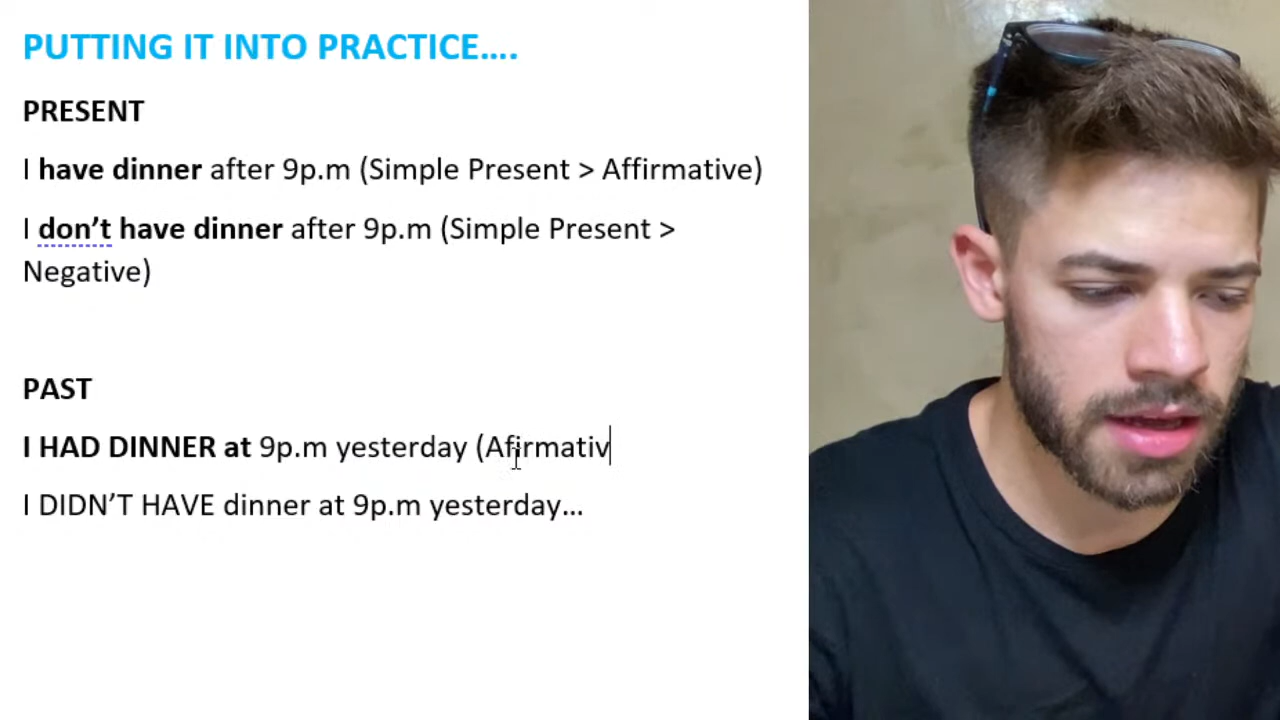 PUTTING IT INTO PRACTICE....
PRESENT
I have dinner after 9p.m (Simple Present > Affirmative)
I don't have dinner after 9p.m (Simple Present >
Negative)
PAST
I HAD DINNER at 9p.m yesterday (Afirmativ
I DIDN'T HAVE dinner at 9p.m yesterday...